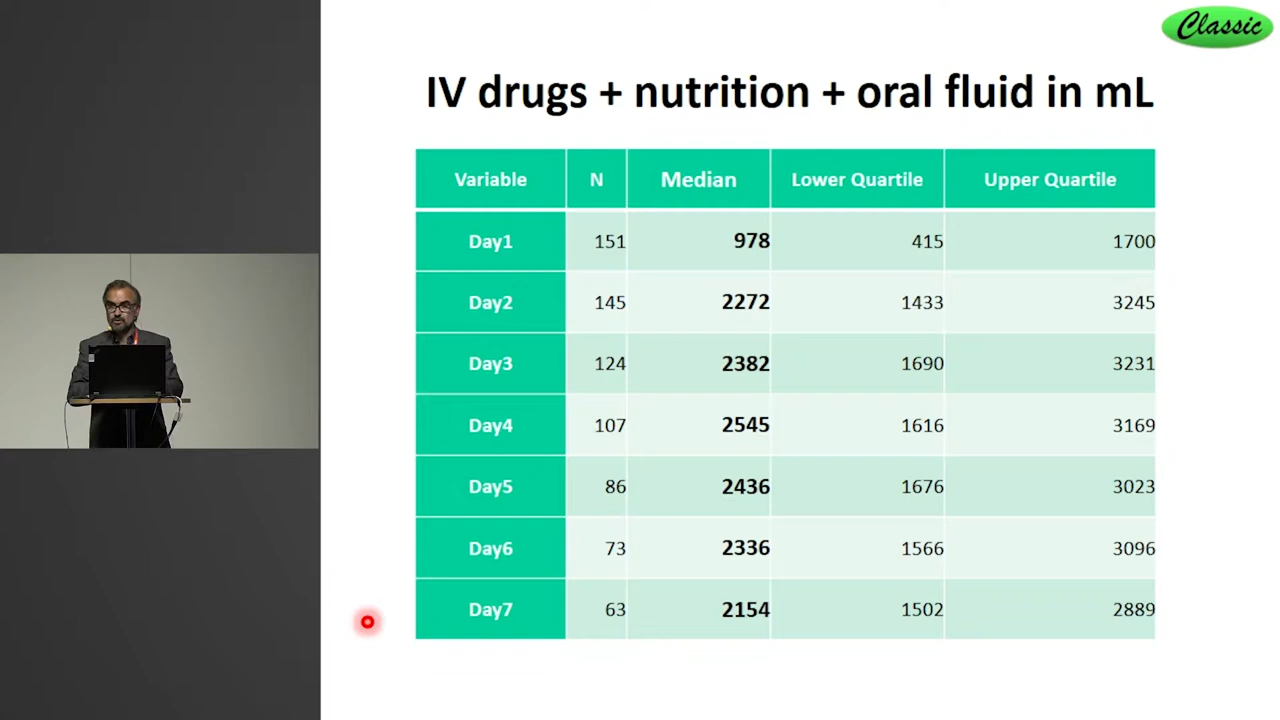 Classic
IV drugs + nutrition + oral fluid in mL
Variable N Median Lower Quartile Upper Quartile
Day1 151 978 415 1700
Day2 145 2272 1433 3245
Day3 124 2382 1690 3231
Day4 107 2545 1616 3169
Day5 86 2436 1676 3023
Day6 73 2336 1566 3096
Day7 63 2154 1502 2889